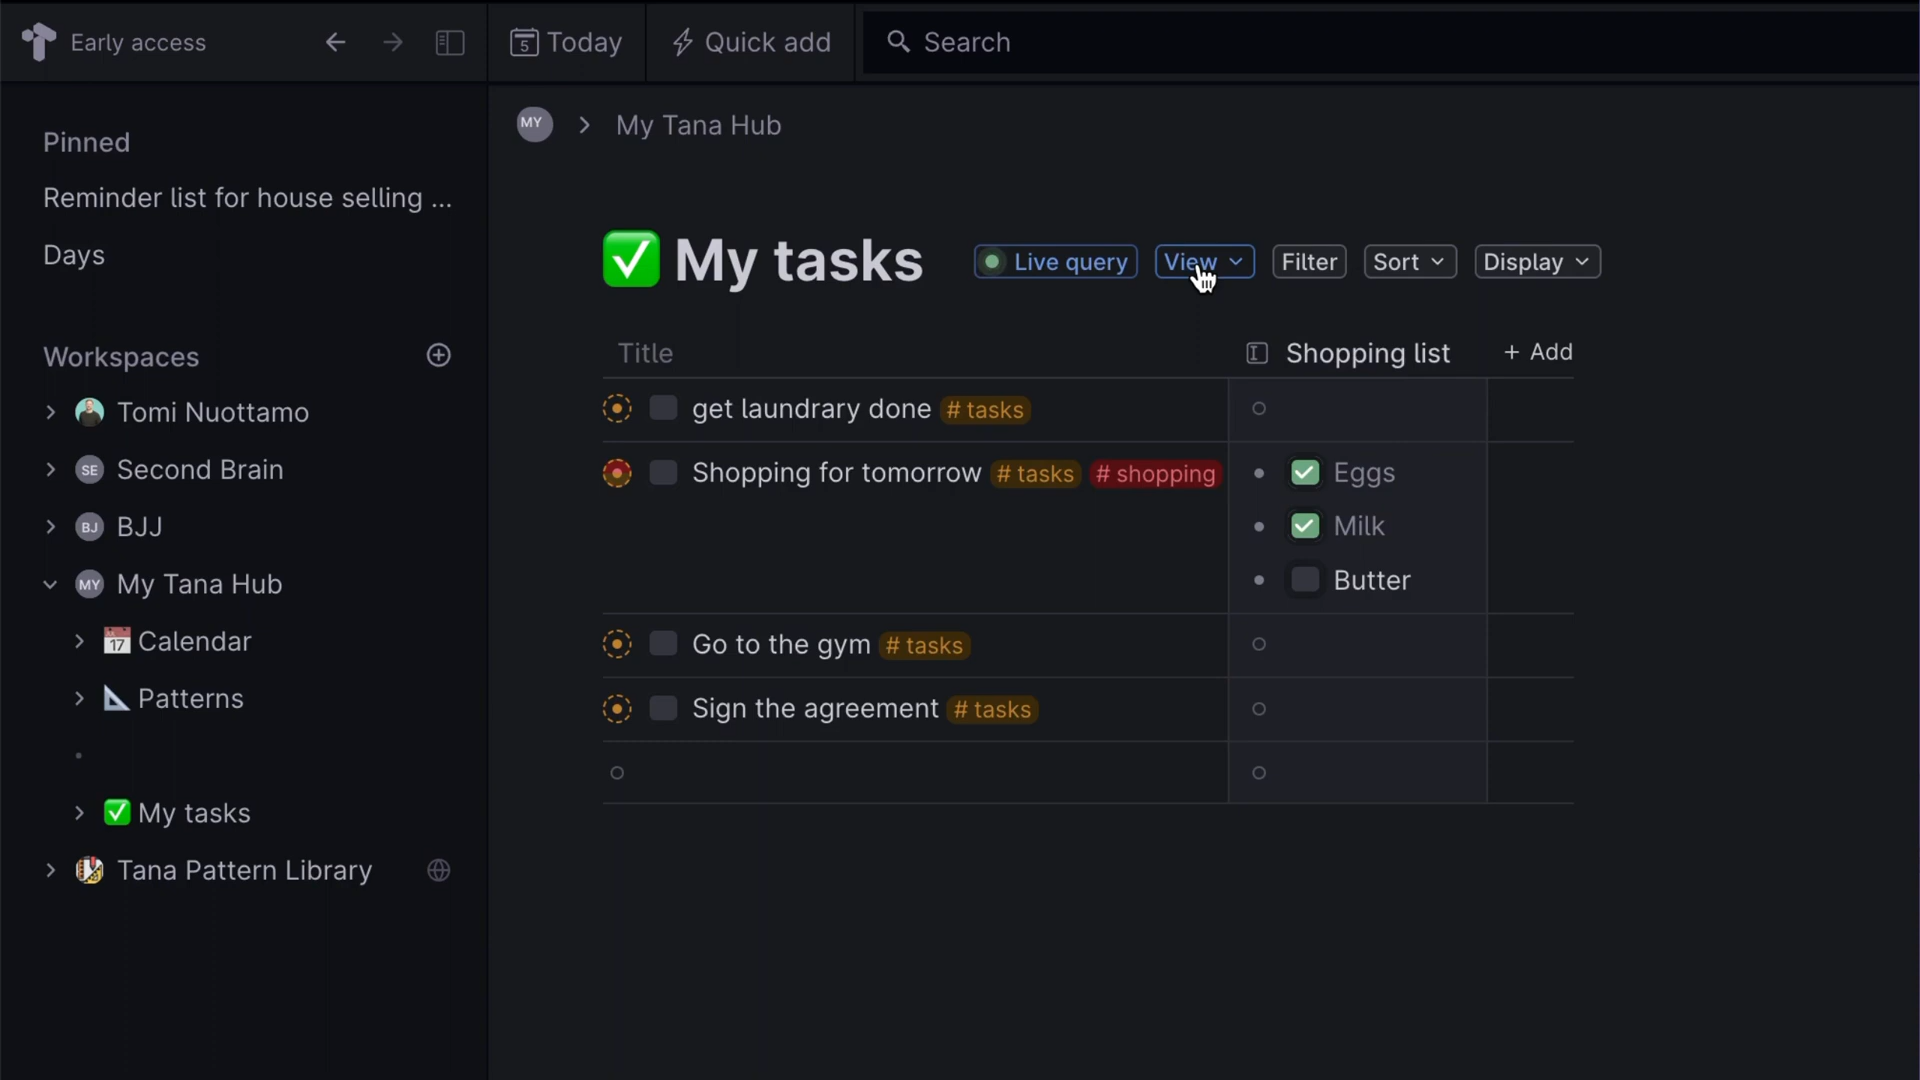 Early access
5 Today
Quick add
Search
Pinned
Reminder list for house selling ...
Days
Workspaces
Tomi Nuottamo
SE Second Brain
BJ BJJ
MY My Tana Hub
17 Calendar
Patterns
My tasks
Tana Pattern Library
MY > My Tana Hub
My tasks
Live query View Filter Sort Display
Title Shopping list + Add
get laundrary done # tasks
Shopping for tomorrow # tasks # shopping
Eggs
Milk
Butter
Go to the gym # tasks
Sign the agreement # tasks